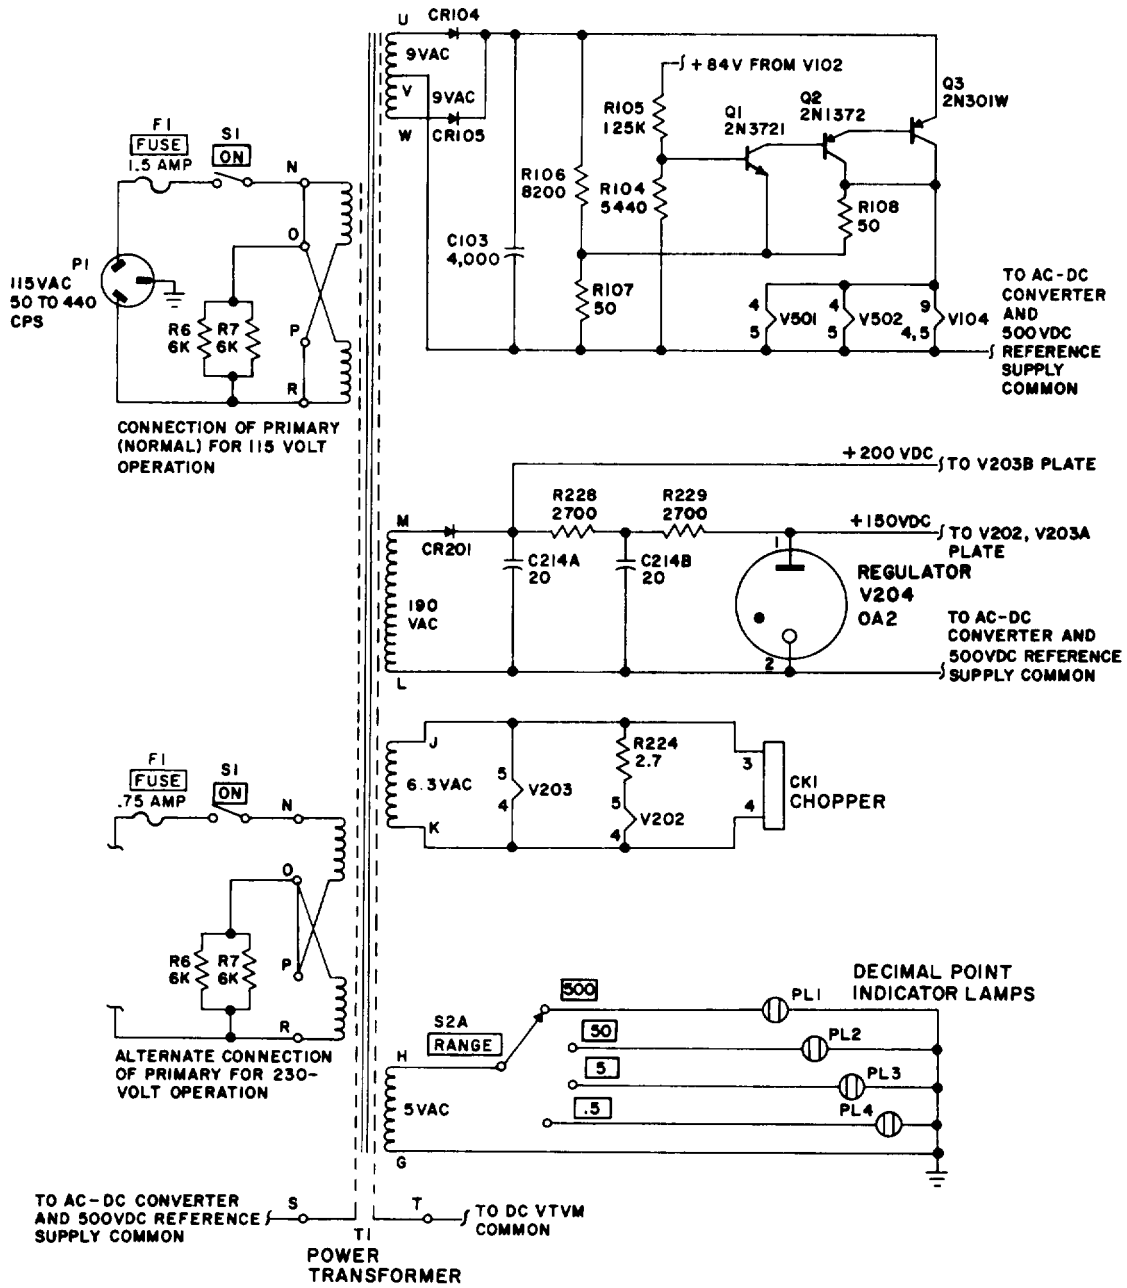 U
CR104
9VAC
V
9VAC
W
CR105
+84V FROM V102
R105
125K
Q1
2N3721
Q2
2N1372
Q3
2N301W
R106
8200
R104
5440
R108
50
C103
4,000
R107
50
4
5
V501
4
5
V502
9
4,5
V104
TO AC-DC
CONVERTER
AND
500VDC
REFERENCE
SUPPLY
COMMON
F1
FUSE
1.5 AMP
S1
ON
N
O
P1
115VAC
50 TO 440
CPS
R6
6K
R7
6K
P
R
CONNECTION OF PRIMARY
(NORMAL) FOR 115 VOLT
OPERATION
+200 VDC
TO V203B PLATE
M
CR201
R228
2700
R229
2700
+150VDC
TO V202, V203A
PLATE
C214A
20
C214B
20
1
REGULATOR
V204
OA2
2
190
VAC
L
TO AC-DC
CONVERTER AND
500VDC REFERENCE
SUPPLY COMMON
J
6.3VAC
K
5
4
V203
R224
2.7
5
4
V202
3
4
CK1
CHOPPER
F1
FUSE
.75 AMP
S1
ON
N
O
R6
6K
R7
6K
P
R
ALTERNATE CONNECTION
OF PRIMARY FOR 230-
VOLT OPERATION
H
5VAC
G
S2A
RANGE
500
50
5
.5
DECIMAL POINT
INDICATOR LAMPS
PL1
PL2
PL3
PL4
TO AC-DC CONVERTER
AND 500VDC REFERENCE
SUPPLY COMMON
S
T
TO DC VTVM
COMMON
T1
POWER
TRANSFORMER